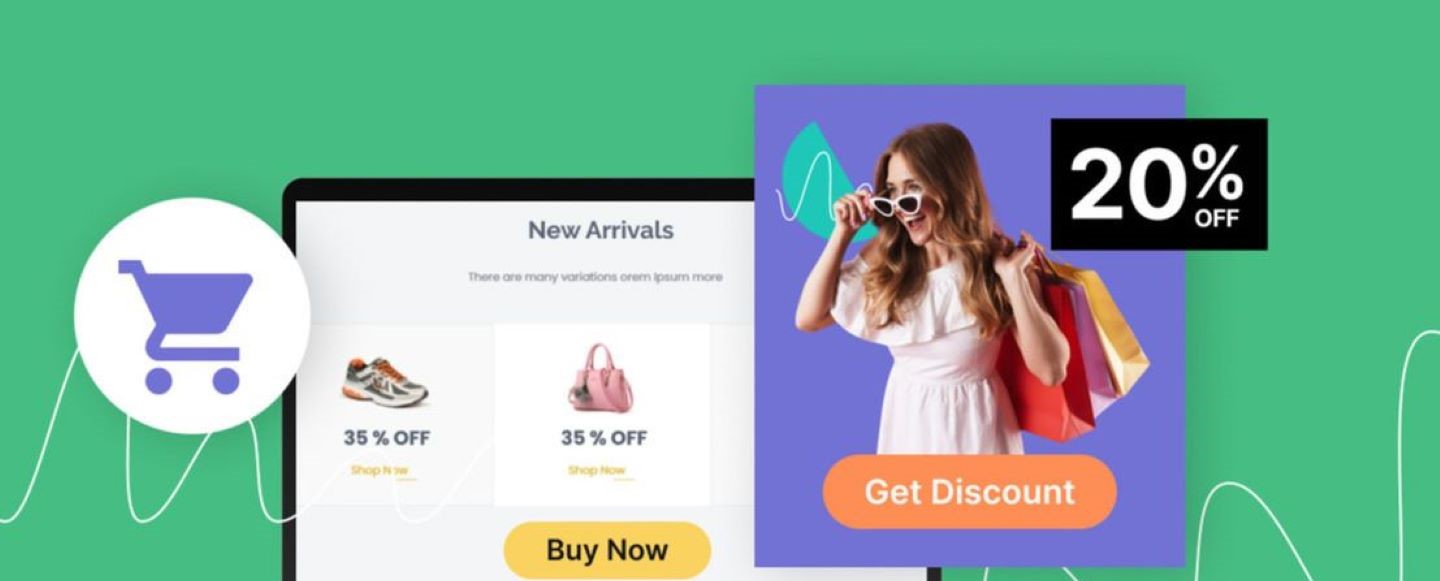 New Arrivals
There are many variations orem Ipsum more
35 % OFF
Shop Now
35 % OFF
Shop Now
Buy Now
20% OFF
Get Discount